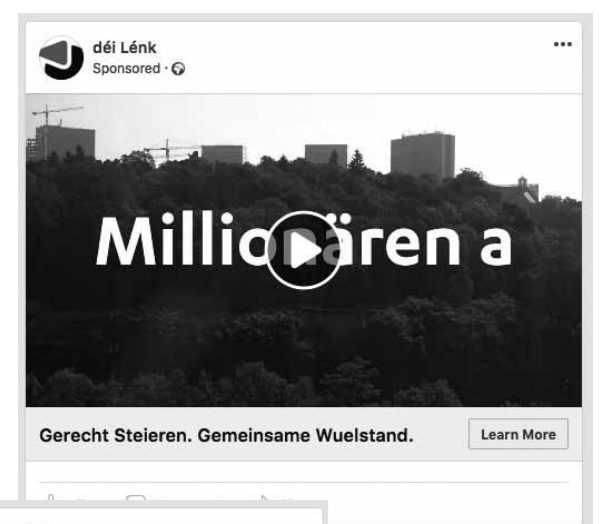 déi Lénk
Sponsored ·
Millionären a
Gerecht Steieren. Gemeinsame Wuelstand.
Learn More